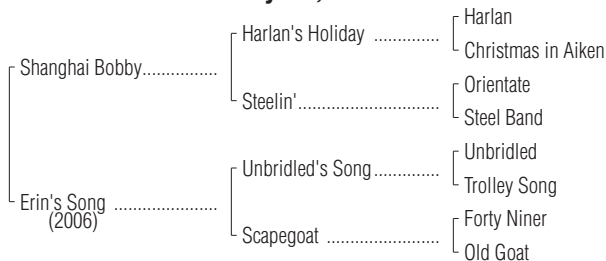 Harlan
Harlan's Holiday ..............
Christmas in Aiken
Shanghai Bobby................
Orientate
Steelin'..............................
Steel Band
Unbridled
Unbridled's Song..............
Trolley Song
Erin's Song ......................
(2006)
Forty Niner
Scapegoat ........................
Old Goat